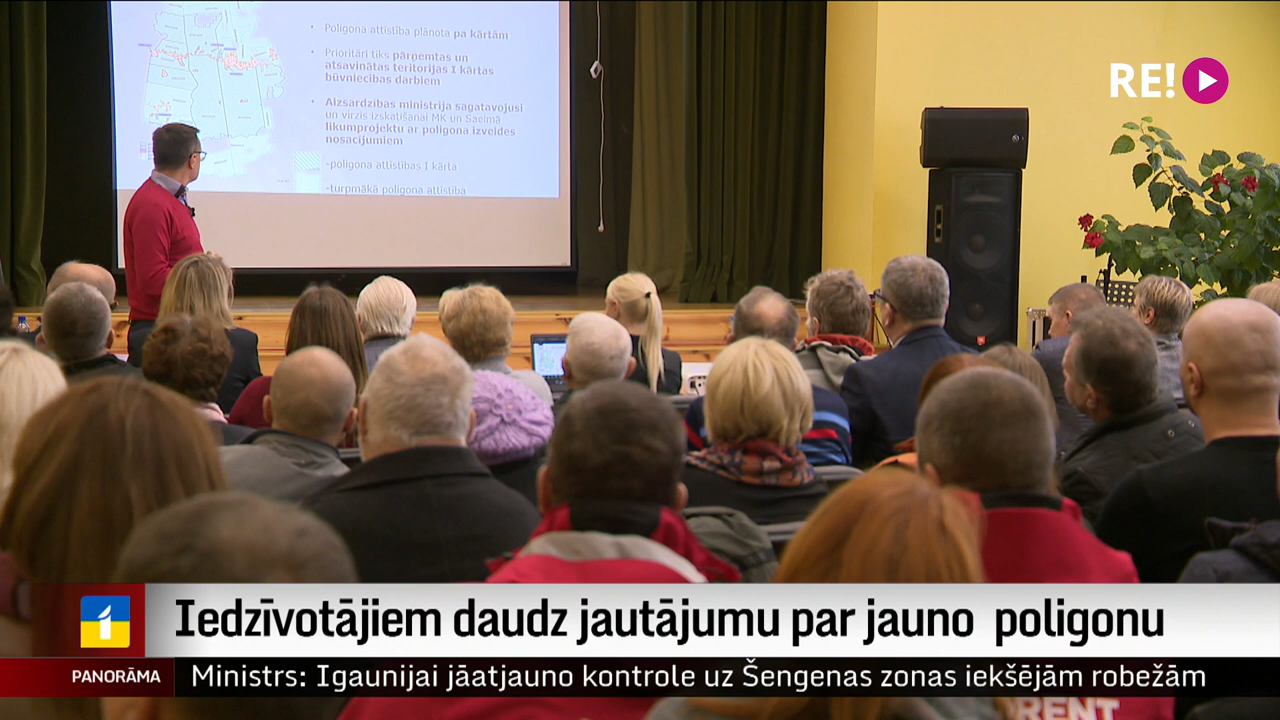 • Poligona attīstība plānota pa kārtām
• Prioritāri tiks pārņemtas un
atsavinātas teritorijas I kārtas
būvniecības darbiem
• Aizsardzības ministrija sagatavojusi
un virzīs izskatīšanai MK un Saeimā
likumprojektu ar poligona izveides
nosacījumiem
-poligona attīstības I kārta
-turpmākā poligona attīstība
RE!
1
Iedzīvotājiem daudz jautājumu par jauno poligonu
PANORĀMA
Ministrs: Igaunijai jāatjauno kontrole uz Šengenas zonas iekšējām robežām